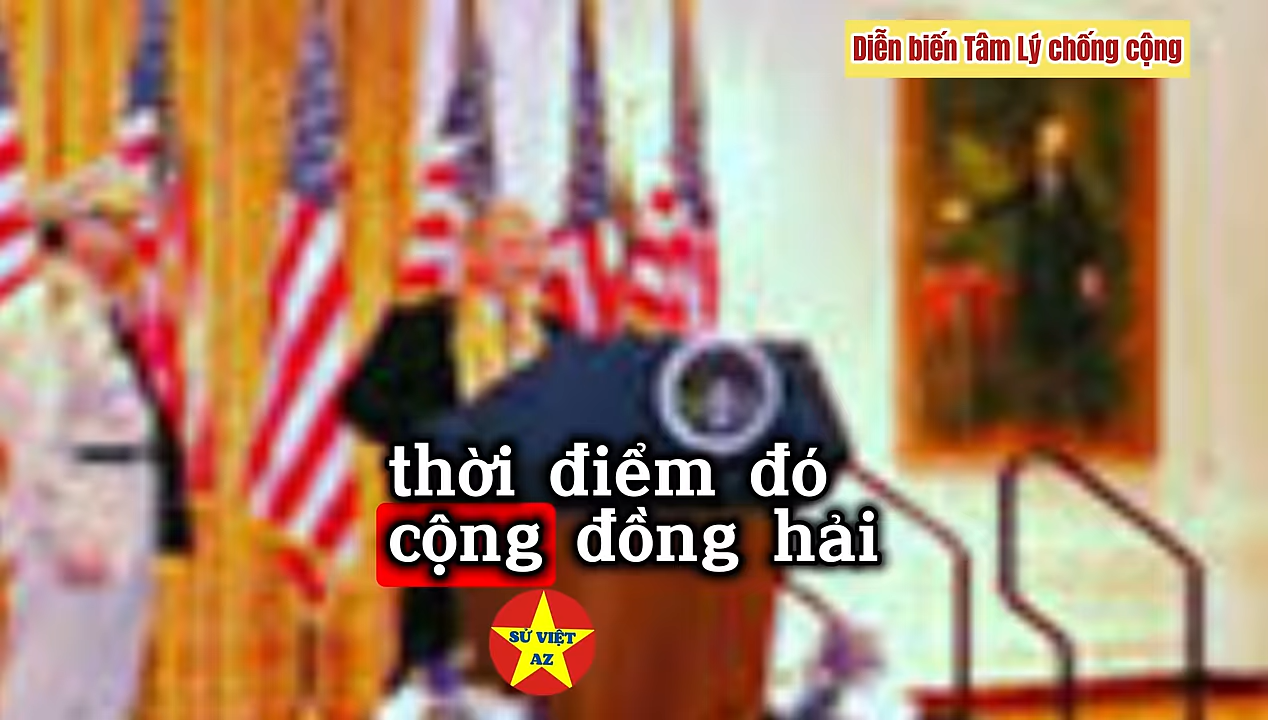 Diễn biến Tâm Lý chống cộng
thời điểm đó
cộng đồng hải
SỬ VIỆT
AZ